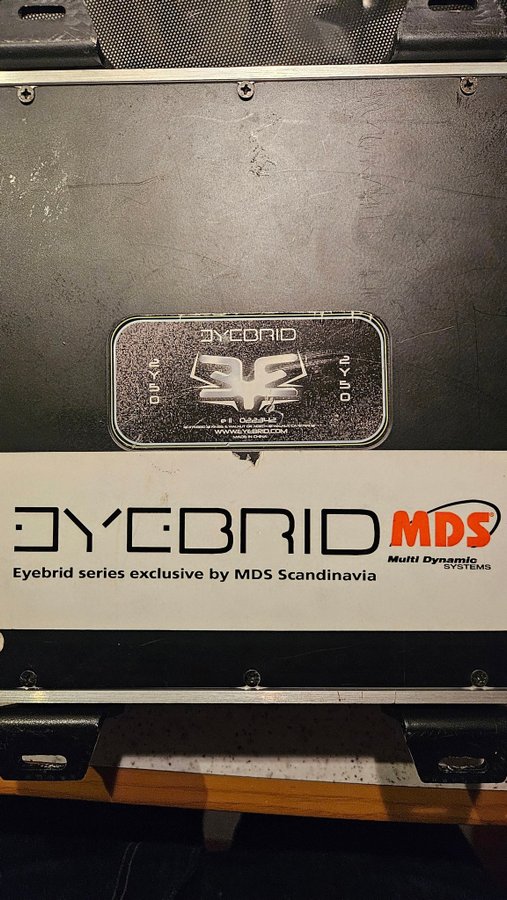 EYEBRID
2Y50
2Y50
WWW.EYEBRID.COM
MADE IN CHINA
EYEBRID
MDS
Multi Dynamic
SYSTEMS
Eyebrid series exclusive by MDS Scandinavia